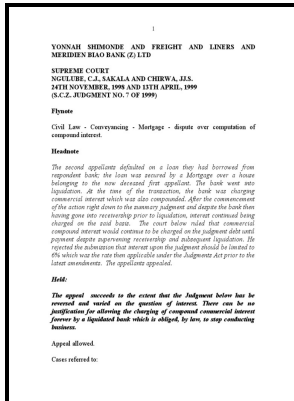 1
YONNAH SHIMONDE AND FREIGHT AND LINERS AND
MERIDIEN BIAO BANK (Z) LTD
SUPREME COURT
NGULUBE, C.J., SAKALA AND CHIRWA, JJ.S.
24TH NOVEMBER, 1998 AND 13TH APRIL, 1999
(S.C.Z. JUDGMENT NO. 7 OF 1999)
Flynote
Civil Law - Conveyancing - Mortgage - dispute over computation of
compound interest.
Headnote
The second appellants defaulted on a loan they had borrowed from
respondent bank; the loan was secured by a Mortgage over a house
belonging to the now deceased first appellant. The bank went into
liquidation. At the time of the transaction, the bank was charging
commercial interest which was also compounded. After the commencement
of the action right down to the summary judgment and despite the bank then
having gone into receivership prior to liquidation, interest continued being
charged on the said basis. The court below ruled that commercial
compound interest would continue to be charged on the judgment debt until
payment despite supervening receivership and subsequent liquidation. He
rejected the submission that interest upon the judgment should be limited to
6% which was the rate then applicable under the Judgments Act prior to the
latest amendments. The appellants appealed.
Held:
The appeal succeeds to the extent that the Judgment below has be
reversed and varied on the question of interest. There can be no
justification for allowing the charging of compound commercial interest
forever by a liquidated bank which is obliged, by law, to stop conducting
business.
Appeal allowed.
Cases referred to: